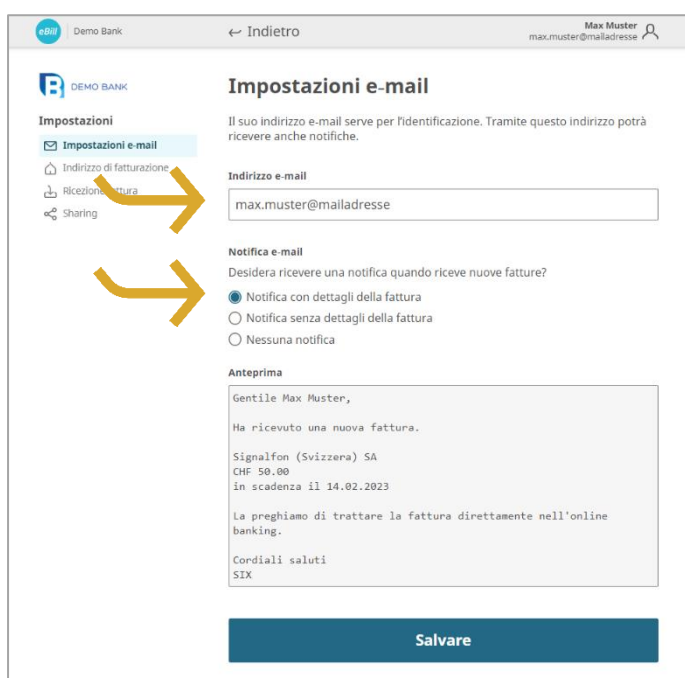 eBill
Demo Bank
← Indietro
Max Muster
max.muster@mailadresse
DEMO BANK
Impostazioni
Impostazioni e-mail
Indirizzo di fatturazione
Ricezione fattura
Sharing
Impostazioni e-mail
Il suo indirizzo e-mail serve per l'identificazione. Tramite questo indirizzo potrà
ricevere anche notifiche.
Indirizzo e-mail
max.muster@mailadresse
Notifica e-mail
Desidera ricevere una notifica quando riceve nuove fatture?
Notifica con dettagli della fattura
Notifica senza dettagli della fattura
Nessuna notifica
Anteprima
Gentile Max Muster,
Ha ricevuto una nuova fattura.
Signalfon (Svizzera) SA
CHF 50.00
in scadenza il 14.02.2023
La preghiamo di trattare la fattura direttamente nell'online
banking.
Cordiali saluti
SIX
Salvare